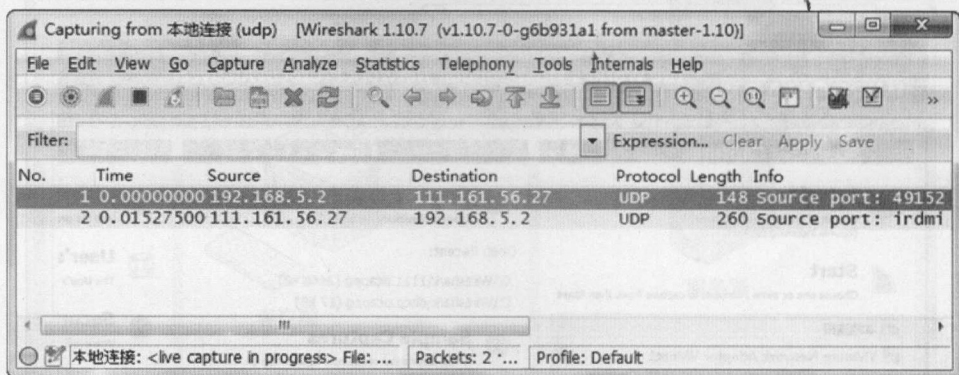 Capturing from 本地连接 (udp) [Wireshark 1.10.7 (v1.10.7-0-g6b931a1 from master-1.10)]
File Edit View Go Capture Analyze Statistics Telephony Tools Internals Help
Filter: Expression... Clear Apply Save
No. Time Source Destination Protocol Length Info
1 0.00000000 192.168.5.2 111.161.56.27 UDP 148 Source port: 49152
2 0.01527500 111.161.56.27 192.168.5.2 UDP 260 Source port: irdmi
本地连接: <live capture in progress> File: ... Packets: 2 ·... Profile: Default